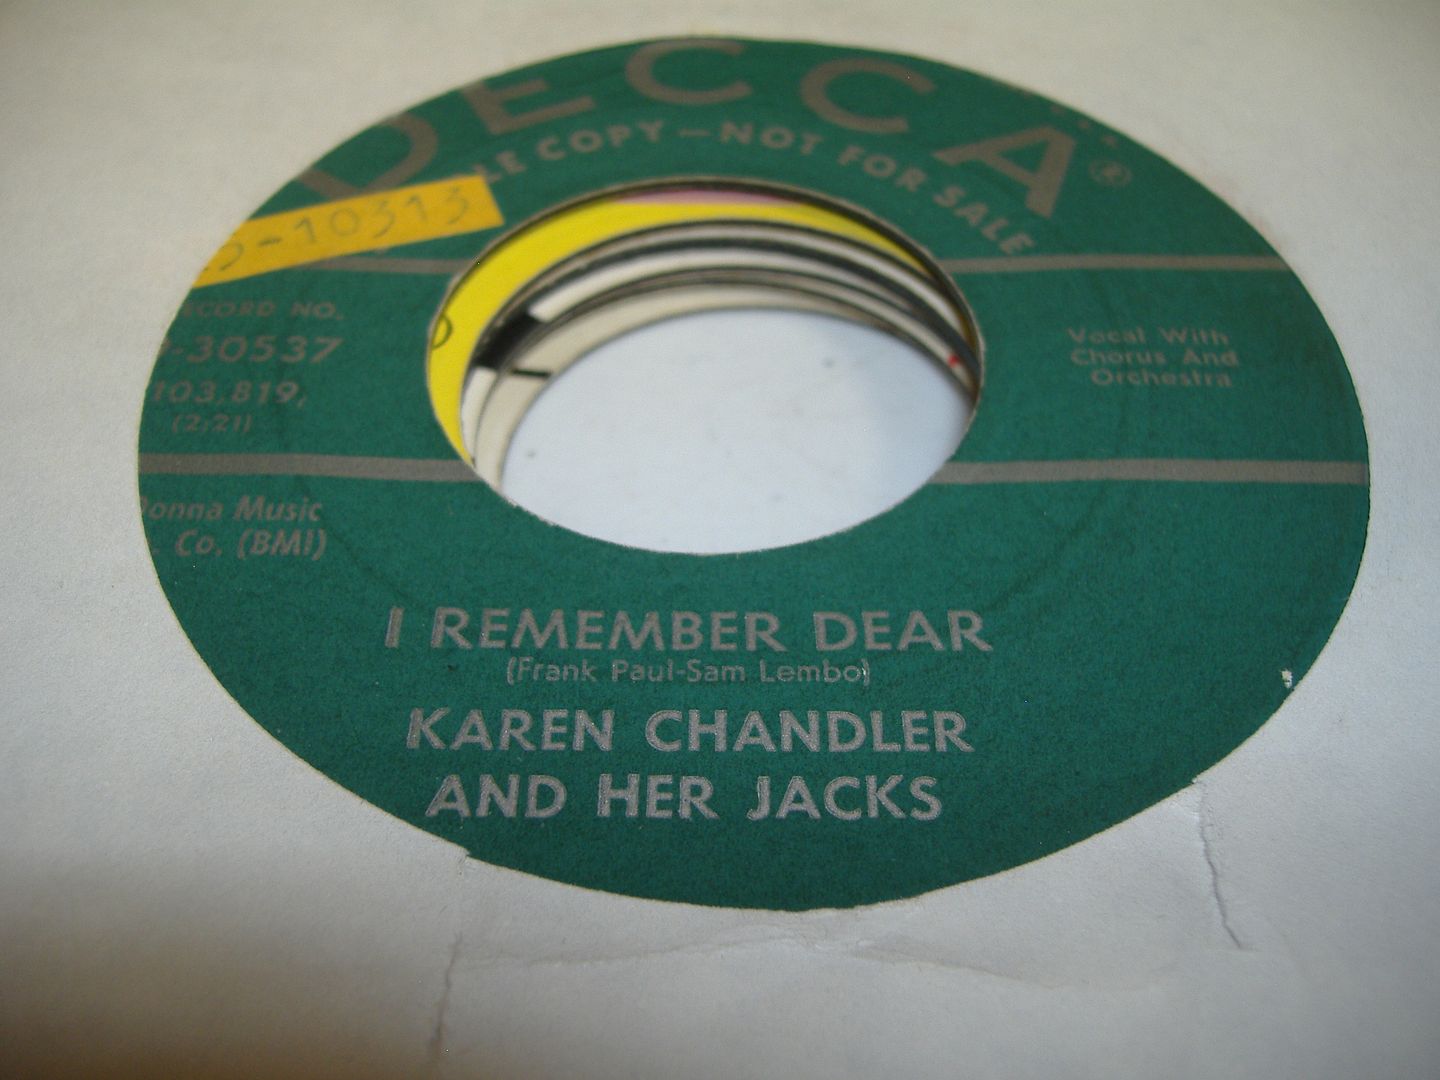 DECCA®
COPY - NOT FOR SALE
-10313
RECORD NO.
-30537
103,819,
(2:21)
Vocal With
Chorus And
Orchestra
Donna Music
. Co. (BMI)
I REMEMBER DEAR
(Frank Paul-Sam Lembo)
KAREN CHANDLER
AND HER JACKS